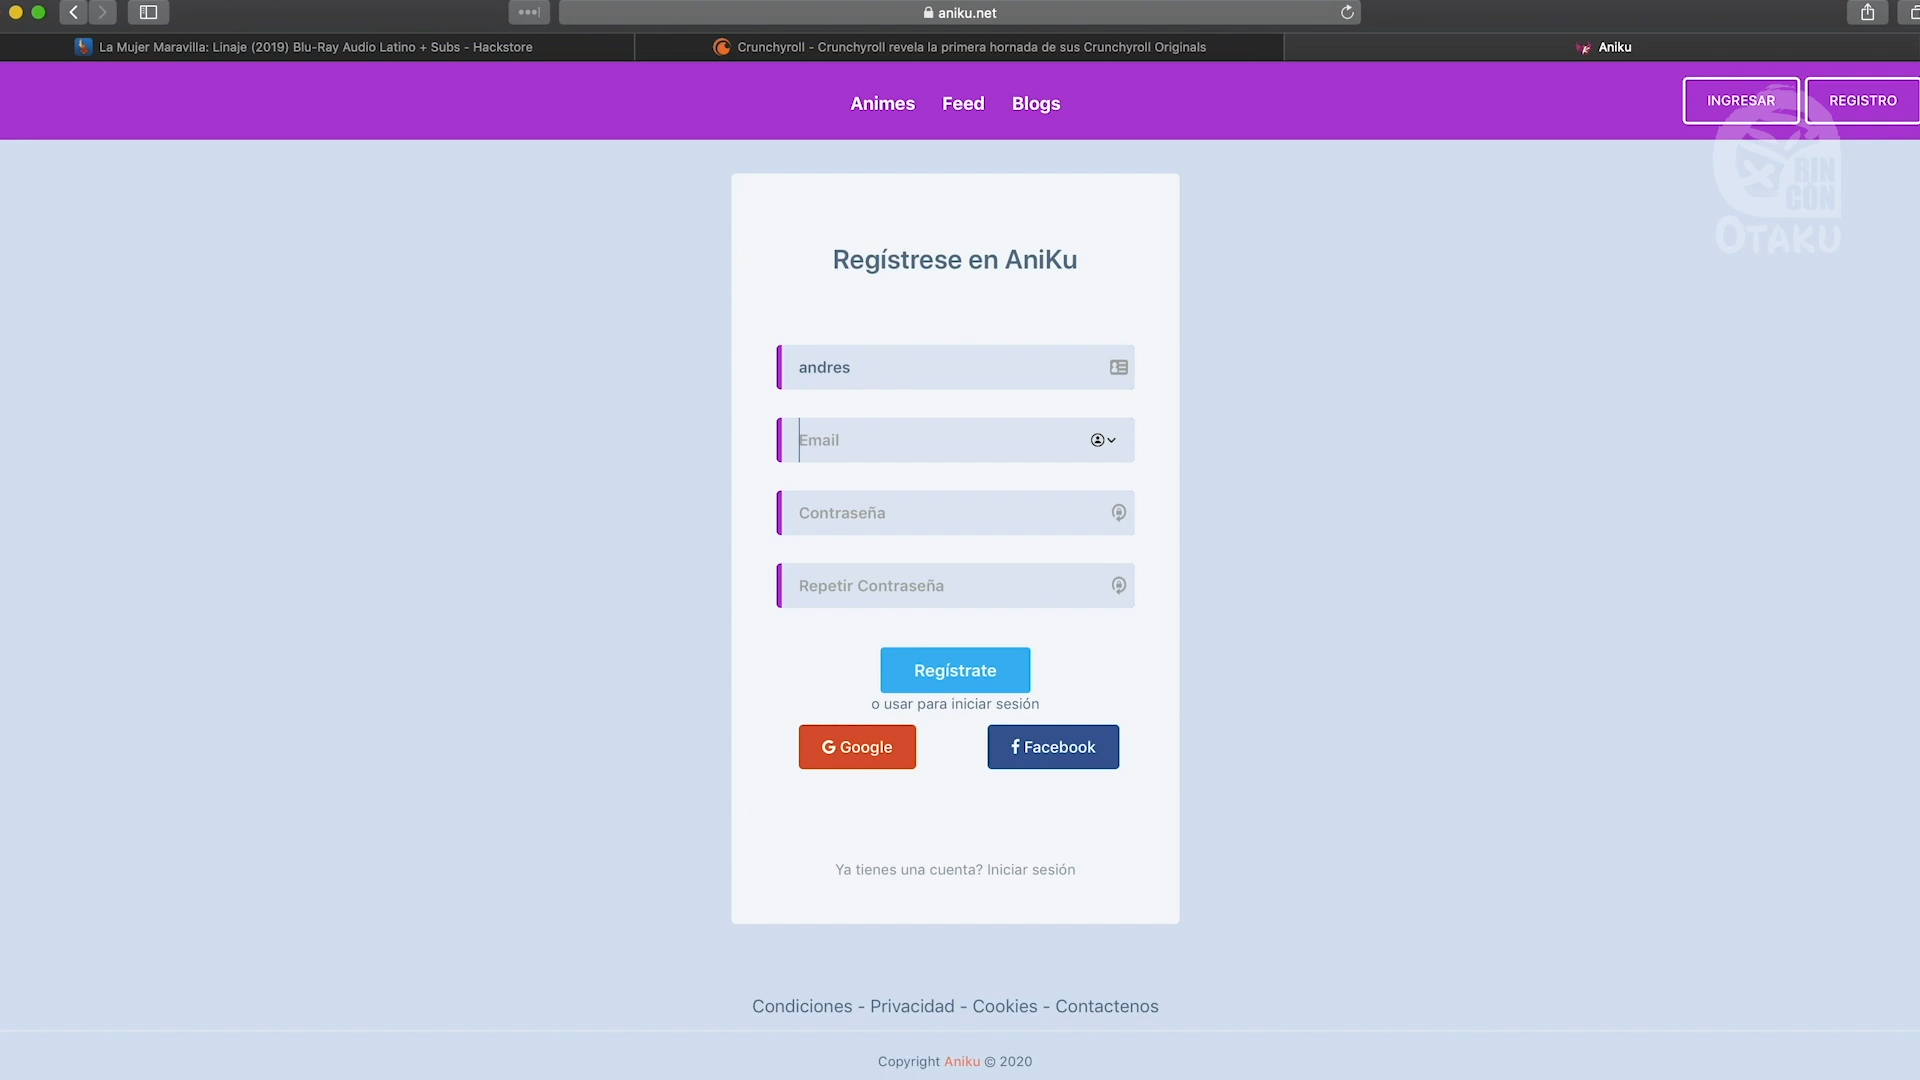 aniku.net
La Mujer Maravilla: Linaje (2019) Blu-Ray Audio Latino + Subs - Hackstore
Crunchyroll - Crunchyroll revela la primera hornada de sus Crunchyroll Originals
Aniku
Animes
Feed
Blogs
INGRESAR
REGISTRO
RINCÓN
OTAKU
Regístrese en AniKu
andres
Email
Contraseña
Repetir Contraseña
Regístrate
o usar para iniciar sesión
G Google
f Facebook
Ya tienes una cuenta? Iniciar sesión
Condiciones - Privacidad - Cookies - Contactenos
Copyright Aniku © 2020